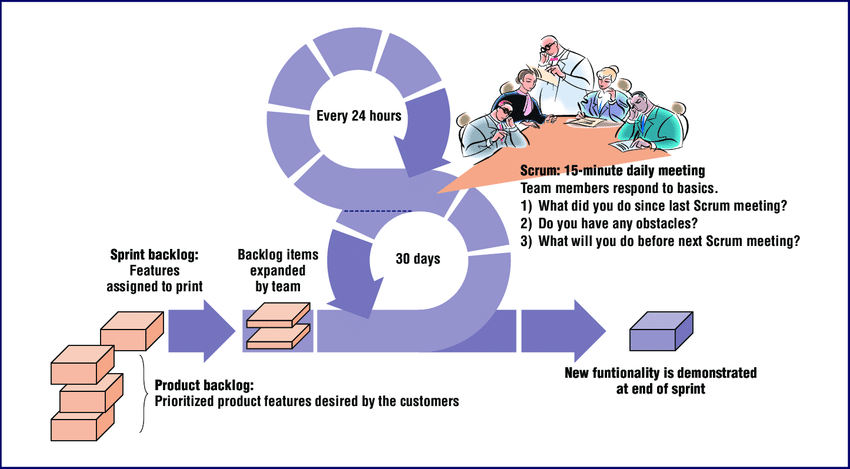 Every 24 hours
Scrum: 15-minute daily meeting
Team members respond to basics.
1) What did you do since last Scrum meeting?
2) Do you have any obstacles?
3) What will you do before next Scrum meeting?
30 days
Sprint backlog:
Features
assigned to print
Backlog items
expanded
by team
New funtionality is demonstrated
at end of sprint
Product backlog:
Prioritized product features desired by the customers